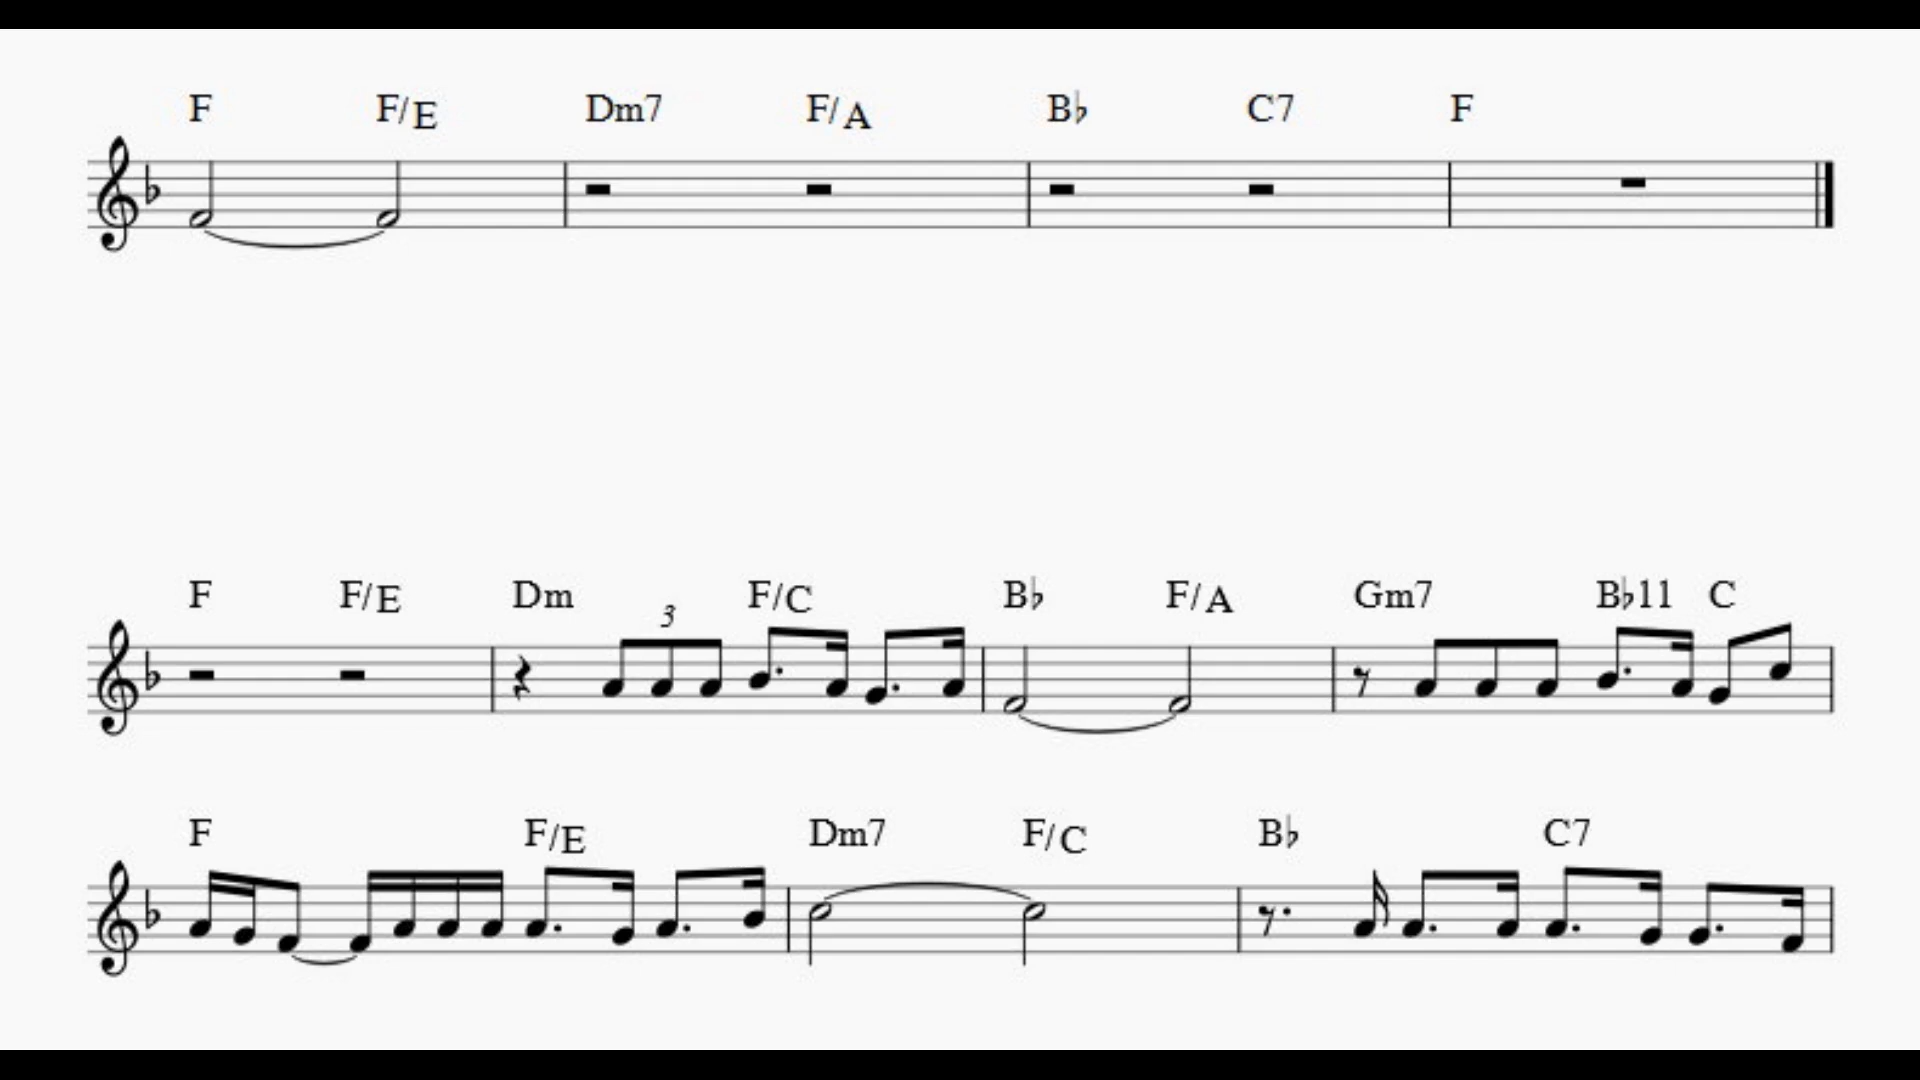 F F/E Dm7 F/A B♭ C7 F
F F/E Dm F/C B♭ F/A Gm7 B♭11 C
3
F F/E Dm7 F/C B♭ C7